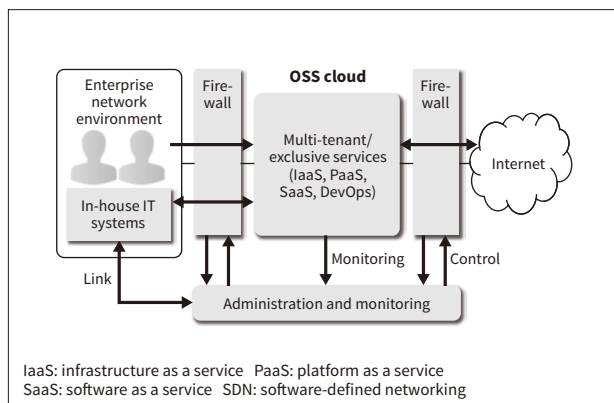 Enterprise
network
environment
In-house IT
systems
Fire-
wall
OSS cloud
Multi-tenant/
exclusive services
(IaaS, PaaS,
SaaS, DevOps)
Fire-
wall
Internet
Link
Monitoring
Control
Administration and monitoring
IaaS: infrastructure as a service PaaS: platform as a service
SaaS: software as a service SDN: software-defined networking